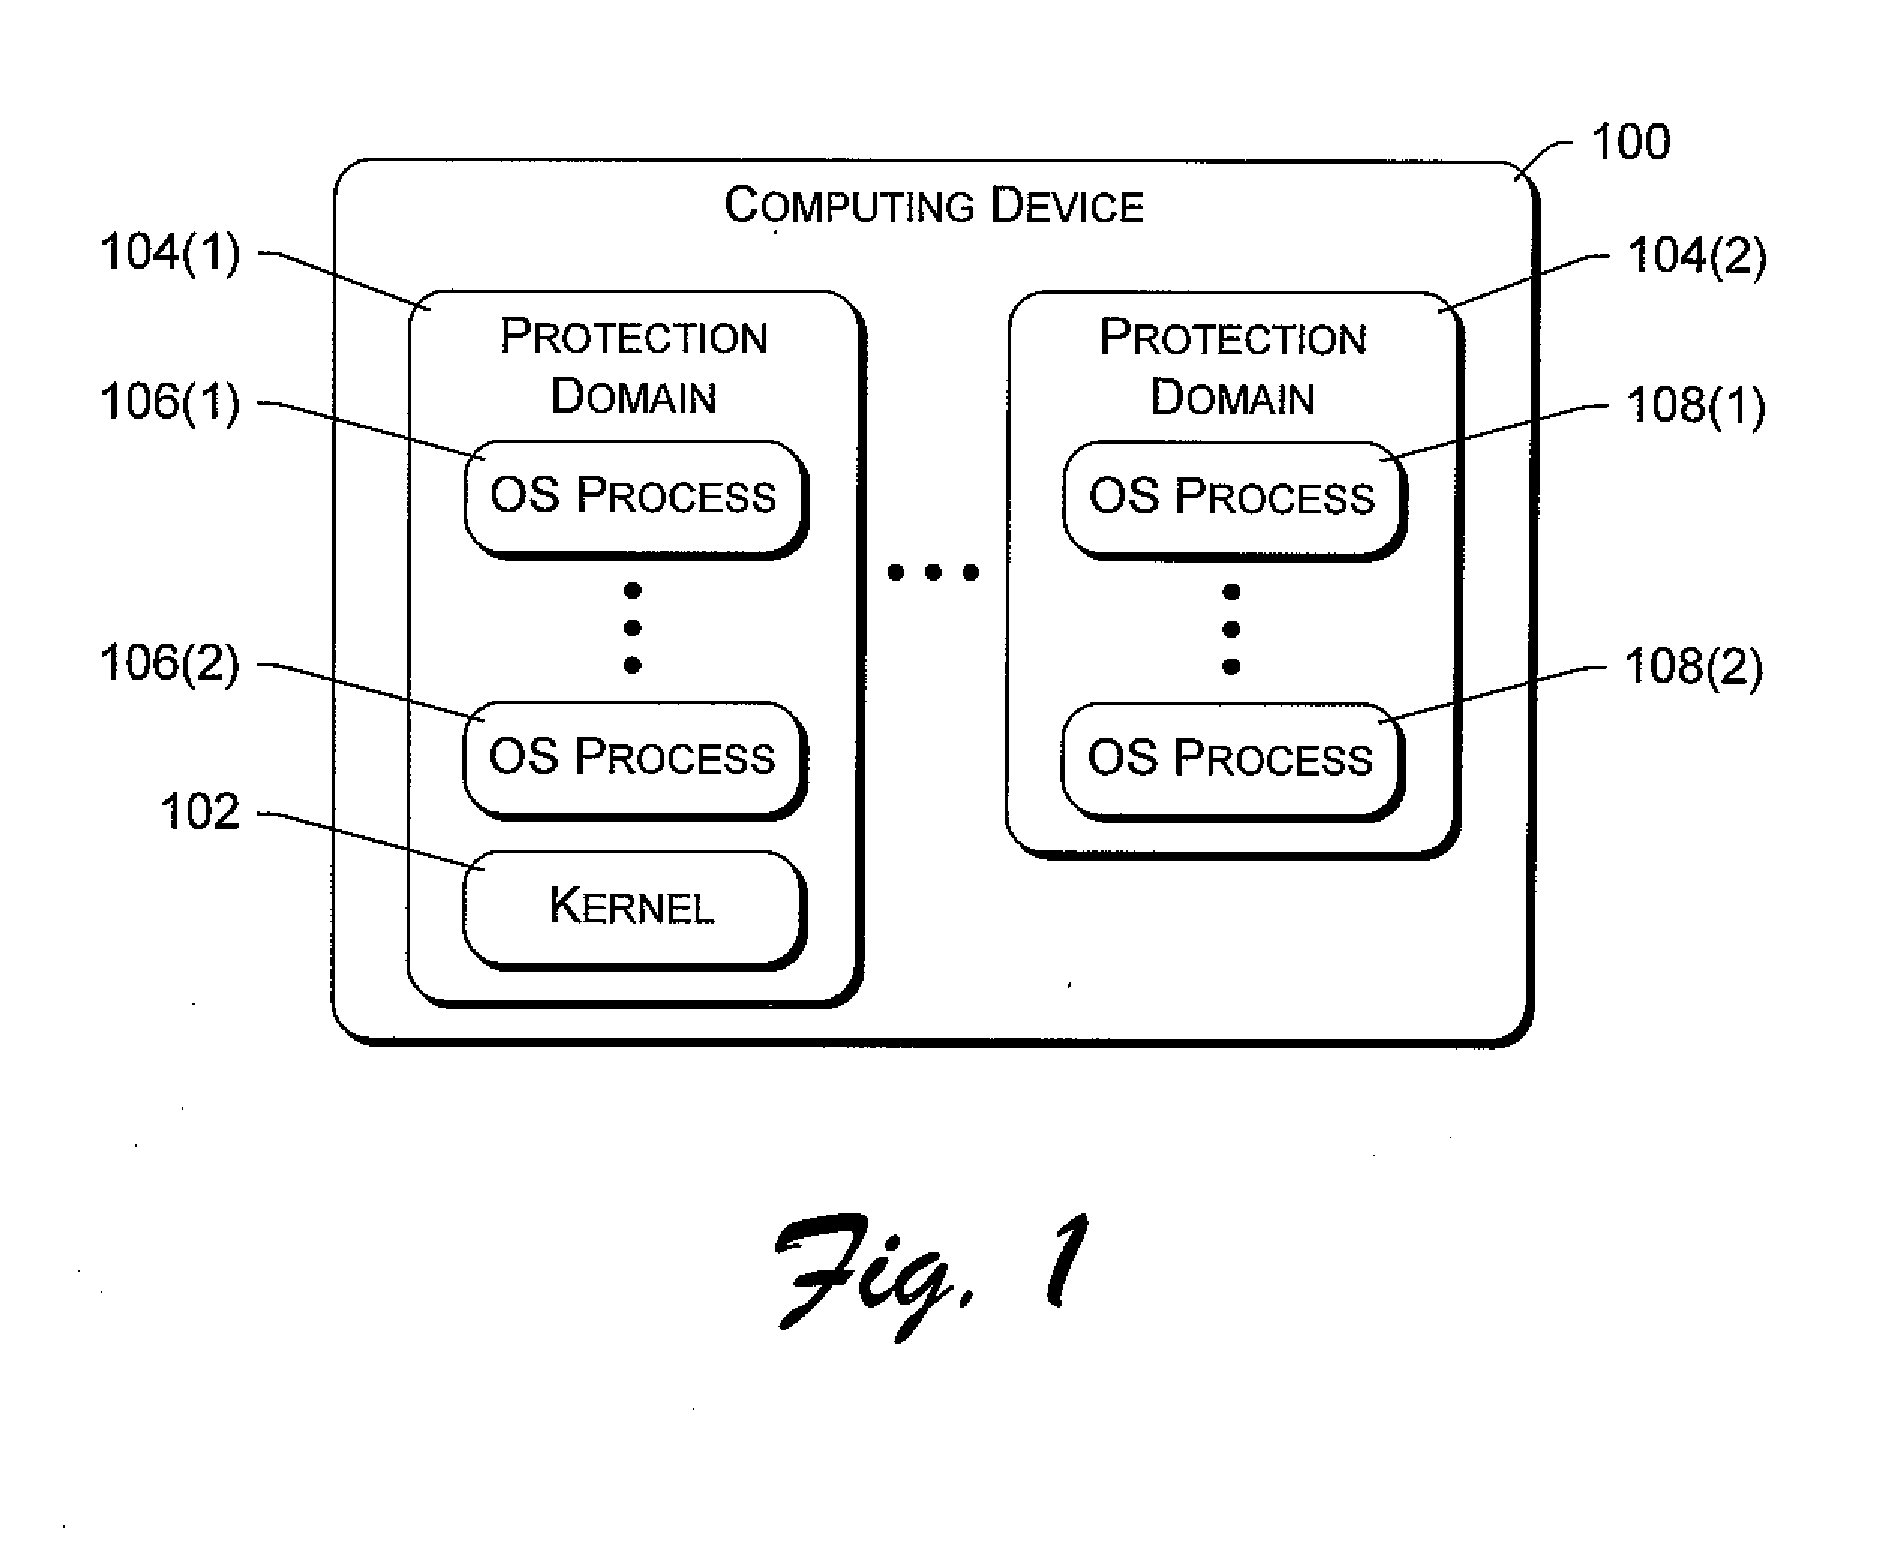 100
COMPUTING DEVICE
104(1)
104(2)
PROTECTION
DOMAIN
PROTECTION
DOMAIN
106(1)
108(1)
OS PROCESS
OS PROCESS
106(2)
108(2)
OS PROCESS
OS PROCESS
102
KERNEL
Fig. 1